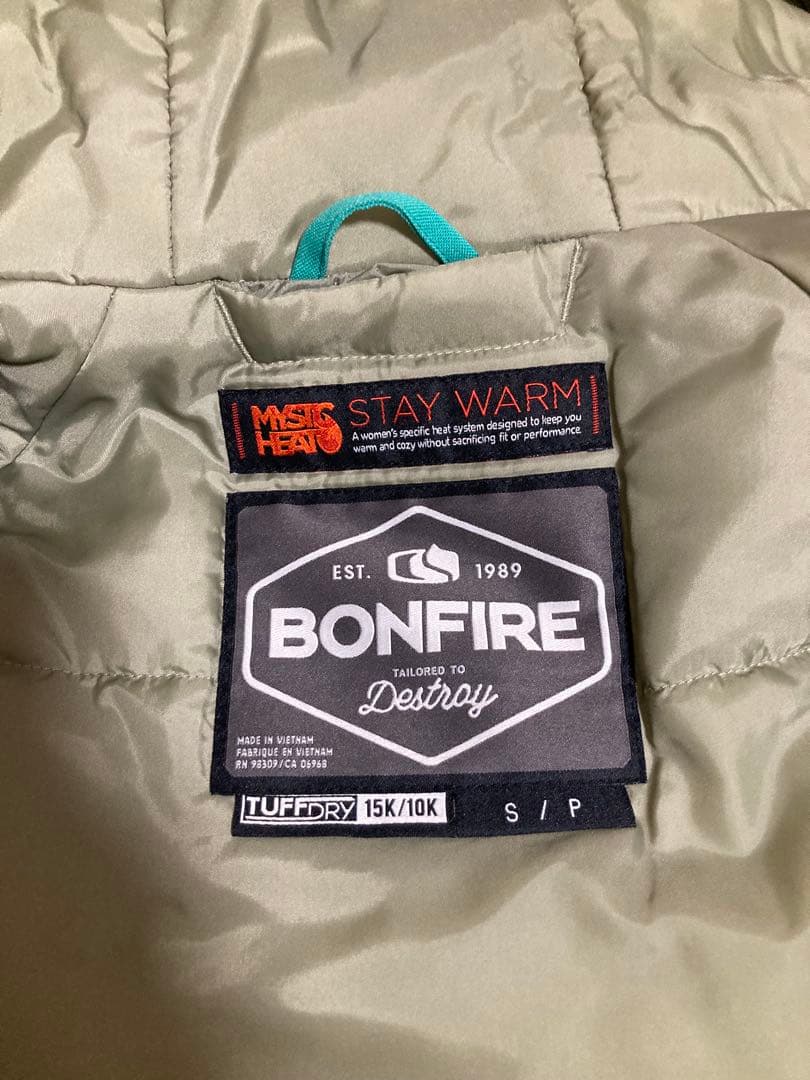 MYSTIC
HEAT
STAY WARM
A women's specific heat system designed to keep you
warm and cozy without sacrificing fit or performance.
EST. 1989
BONFIRE
TAILORED TO
Destroy
MADE IN VIETNAM
FABRIQUE EN VIETNAM
RN 98309/CA 06968
TUFFDRY 15K/10K S / P